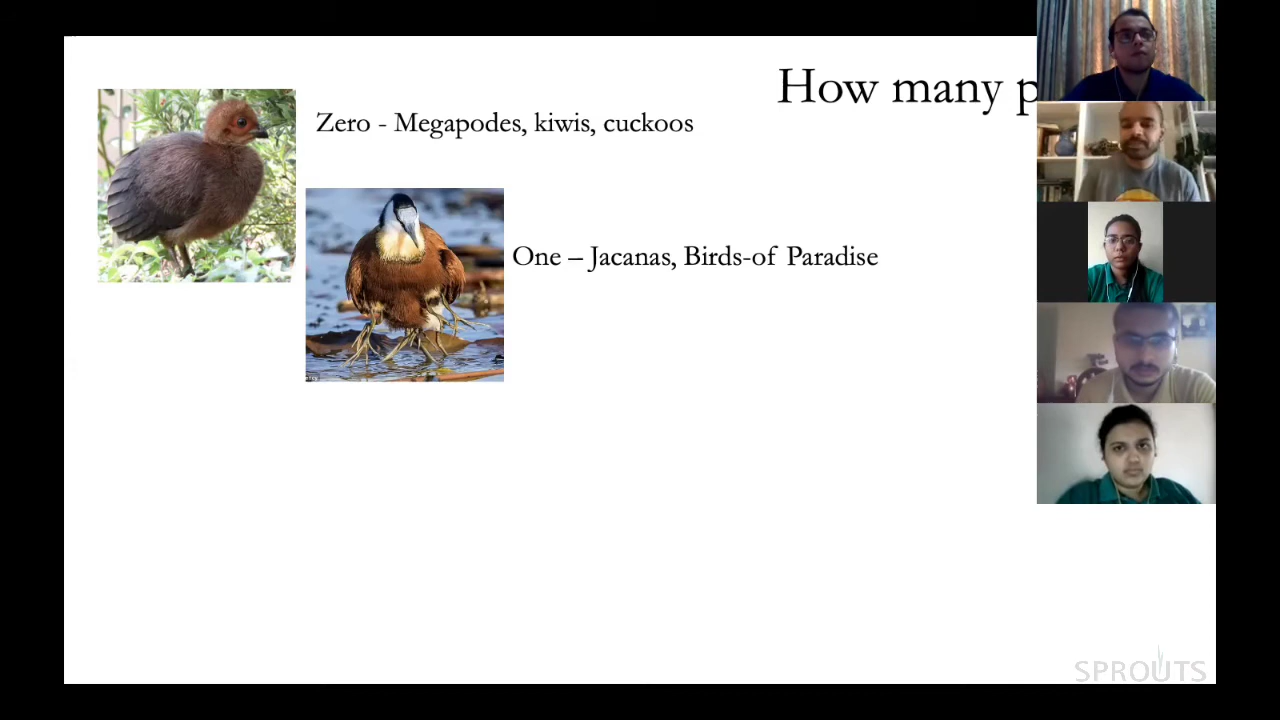 How many p
Zero - Megapodes, kiwis, cuckoos
One – Jacanas, Birds-of Paradise
SPROUTS